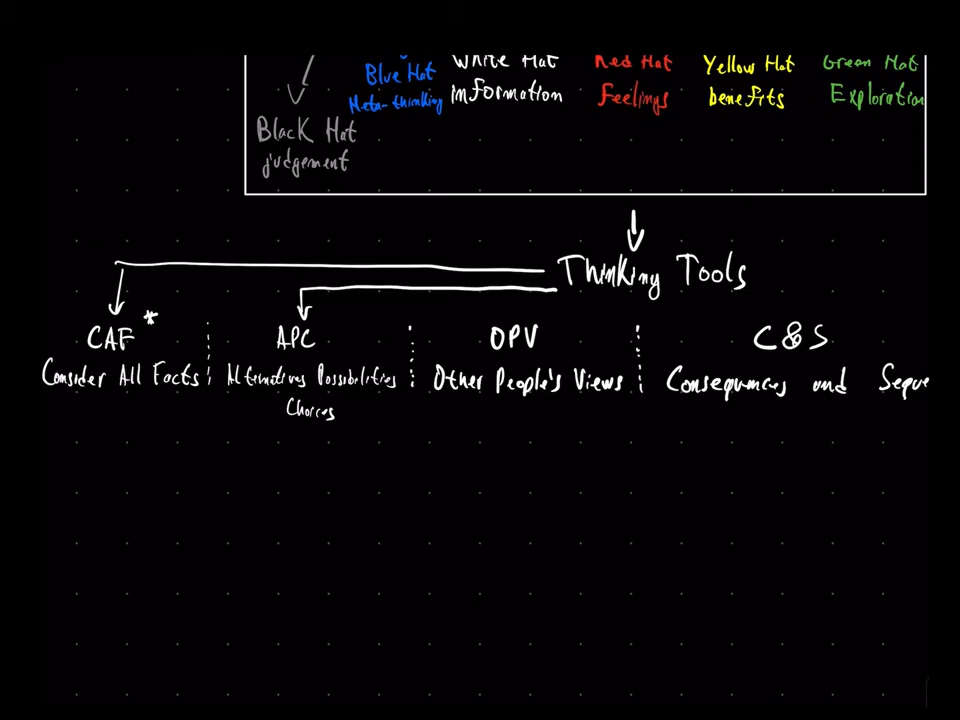 White Hat Red Hat Yellow Hat Green Hat
Blue Hat
information Feelings benefits Exploration
Meta-thinking
Black Hat
judgement
Thinking Tools
CAF * APC OPV C & S
Consider All Facts Alternatives Possibilities Other People's Views Consequences and Seque
Choices